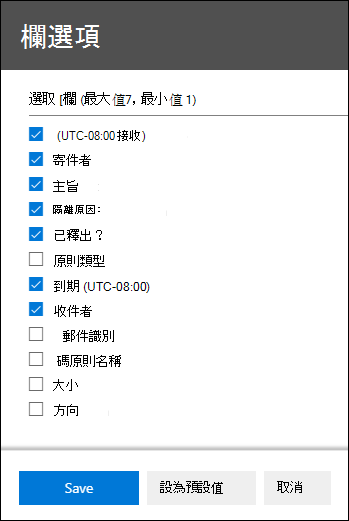 欄選項
選取 [欄 (最大值7，最小值 1)
(UTC-08:00 接收)
寄件者
主旨
隔離原因:
已釋出？
原則類型
到期 (UTC-08:00)
收件者
郵件識別
碼原則名稱
大小
方向
Save 設為預設值 取消